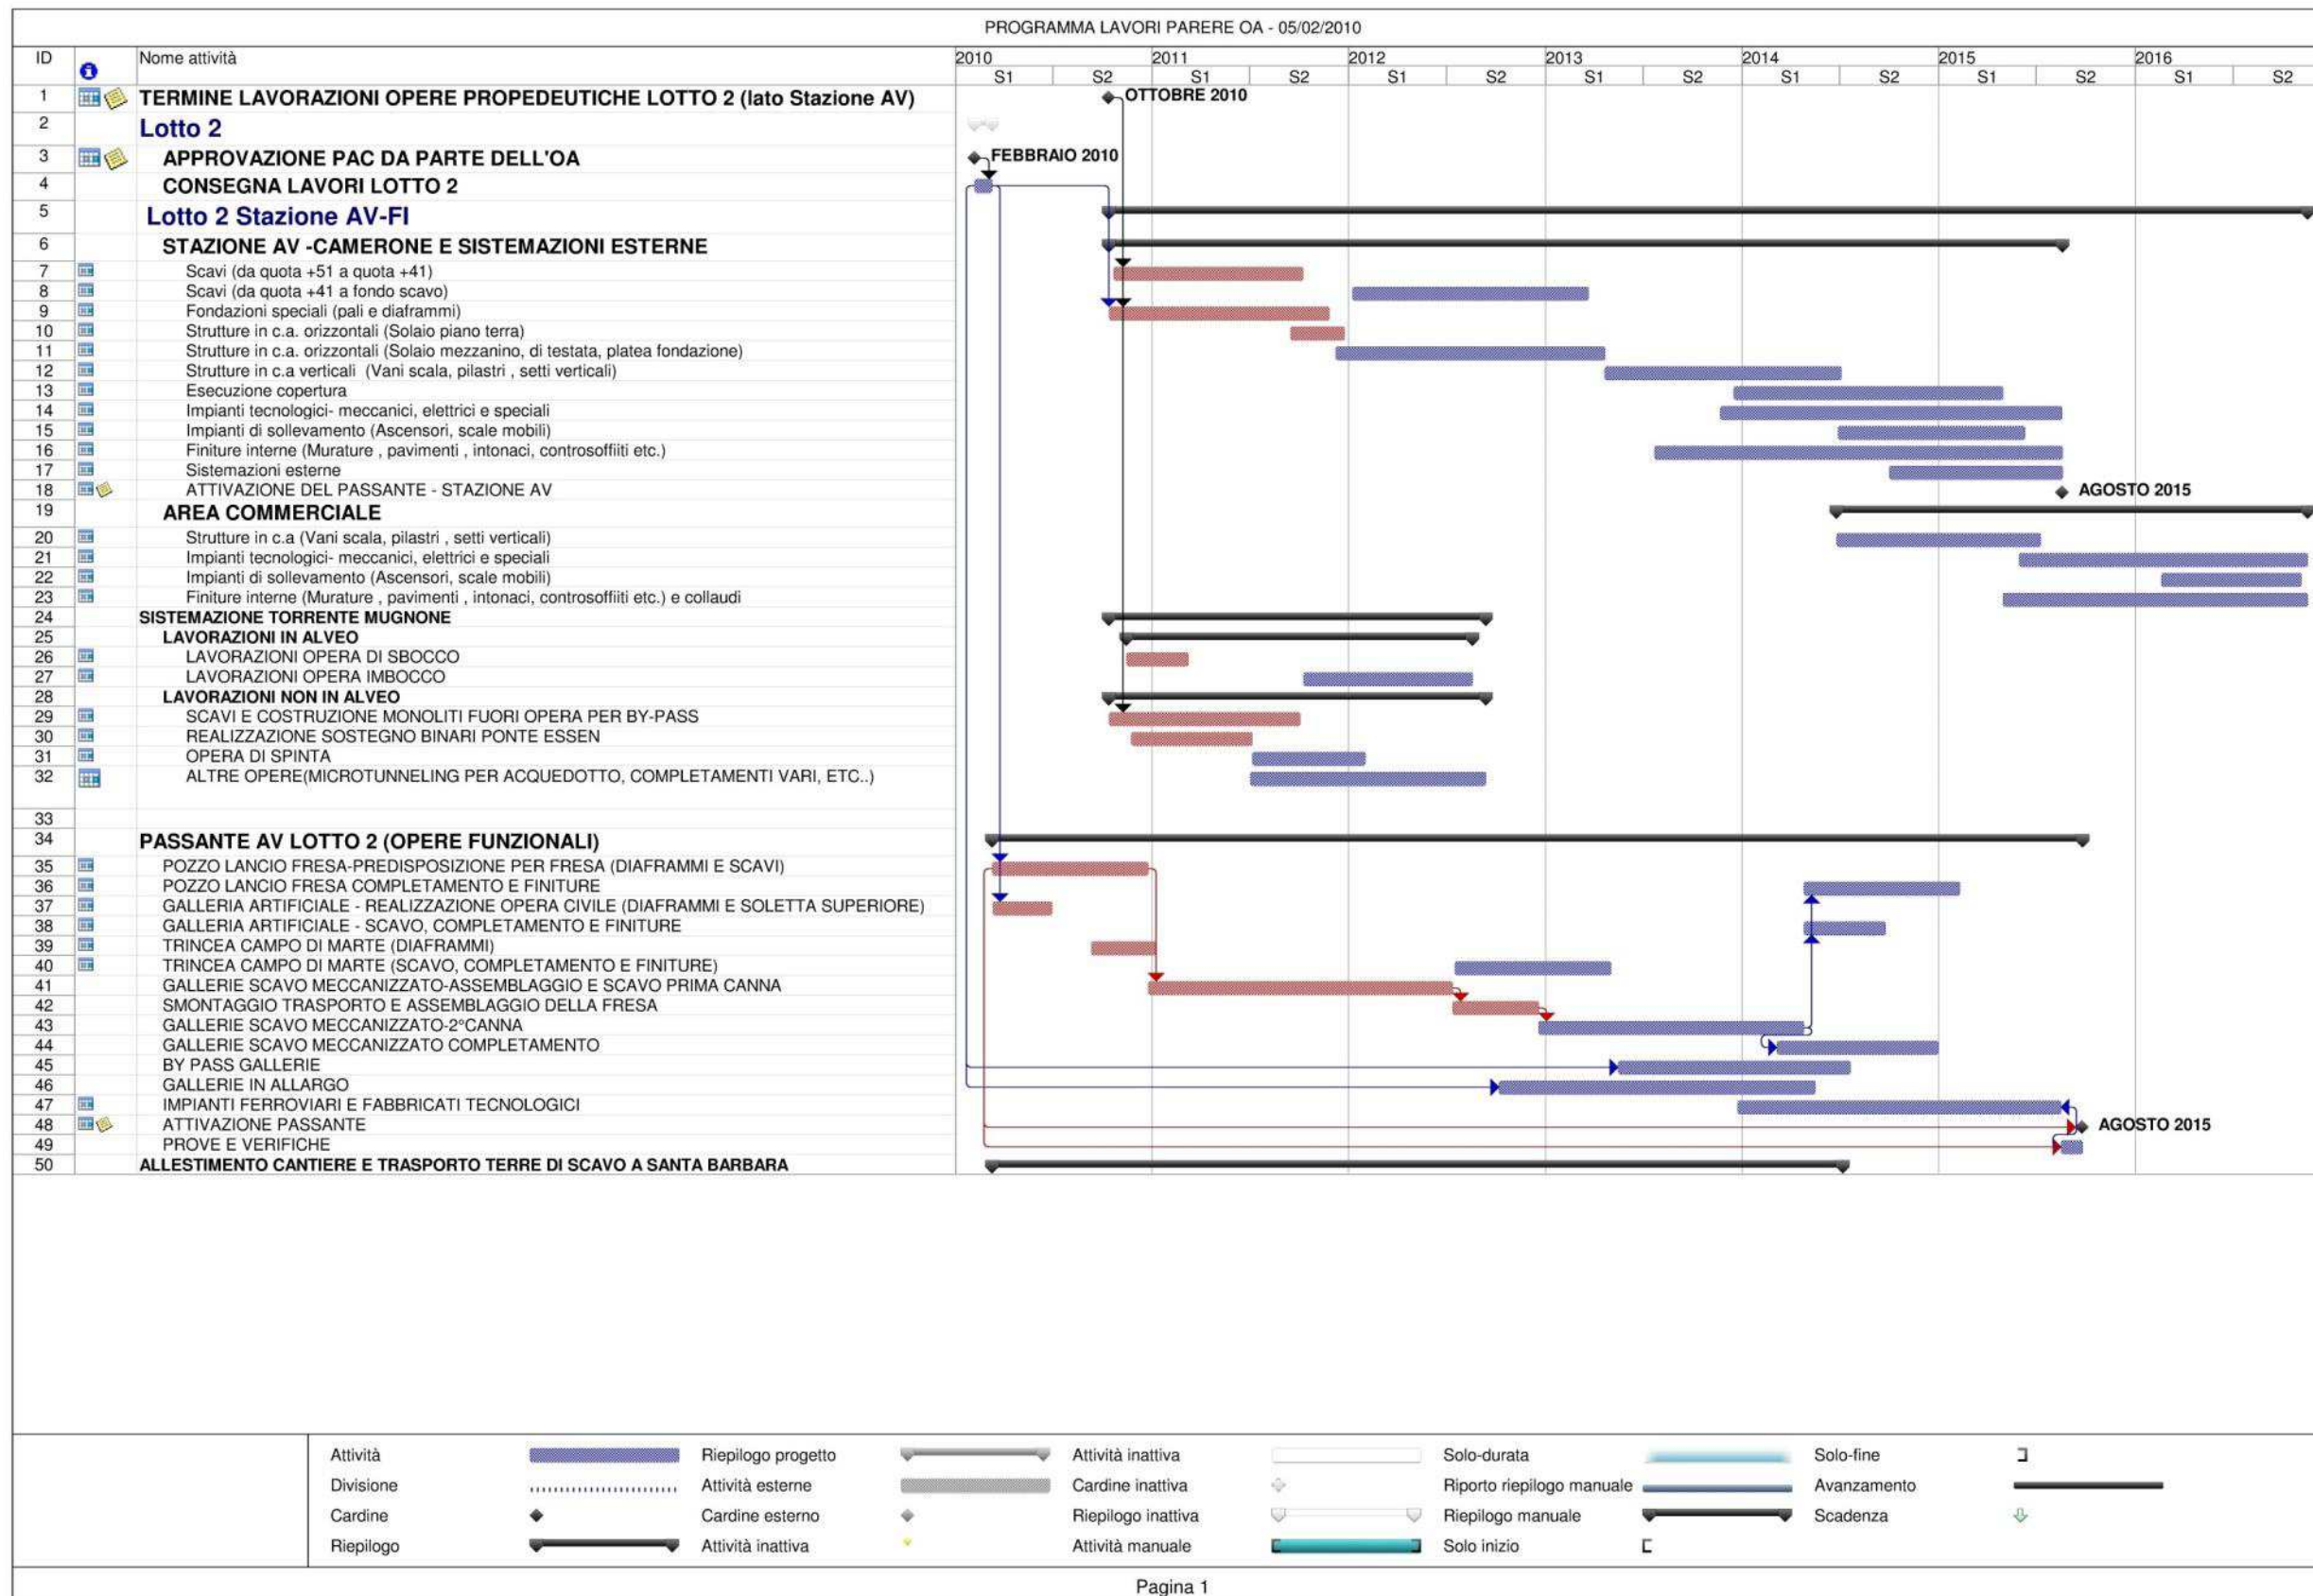 PROGRAMMA LAVORI PARERE OA - 05/02/2010
ID Nome attività 2010 2011 2012 2013 2014 2015 2016
S1 S2 S1 S2 S1 S2 S1 S2 S1 S2 S1 S2 S1 S2
1 TERMINE LAVORAZIONI OPERE PROPEDEUTICHE LOTTO 2 (lato Stazione AV) OTTOBRE 2010
2 Lotto 2
3 APPROVAZIONE PAC DA PARTE DELL'OA FEBBRAIO 2010
4 CONSEGNA LAVORI LOTTO 2
5 Lotto 2 Stazione AV-FI
6 STAZIONE AV -CAMERONE E SISTEMAZIONI ESTERNE
7 Scavi (da quota +51 a quota +41)
8 Scavi (da quota +41 a fondo scavo)
9 Fondazioni speciali (pali e diaframmi)
10 Strutture in c.a. orizzontali (Solaio piano terra)
11 Strutture in c.a. orizzontali (Solaio mezzanino, di testata, platea fondazione)
12 Strutture in c.a verticali (Vani scala, pilastri , setti verticali)
13 Esecuzione copertura
14 Impianti tecnologici- meccanici, elettrici e speciali
15 Impianti di sollevamento (Ascensori, scale mobili)
16 Finiture interne (Murature , pavimenti , intonaci, controsoffiiti etc.)
17 Sistemazioni esterne
18 ATTIVAZIONE DEL PASSANTE - STAZIONE AV AGOSTO 2015
19 AREA COMMERCIALE
20 Strutture in c.a (Vani scala, pilastri , setti verticali)
21 Impianti tecnologici- meccanici, elettrici e speciali
22 Impianti di sollevamento (Ascensori, scale mobili)
23 Finiture interne (Murature , pavimenti , intonaci, controsoffiiti etc.) e collaudi
24 SISTEMAZIONE TORRENTE MUGNONE
25 LAVORAZIONI IN ALVEO
26 LAVORAZIONI OPERA DI SBOCCO
27 LAVORAZIONI OPERA IMBOCCO
28 LAVORAZIONI NON IN ALVEO
29 SCAVI E COSTRUZIONE MONOLITI FUORI OPERA PER BY-PASS
30 REALIZZAZIONE SOSTEGNO BINARI PONTE ESSEN
31 OPERA DI SPINTA
32 ALTRE OPERE(MICROTUNNELING PER ACQUEDOTTO, COMPLETAMENTI VARI, ETC..)
33
34 PASSANTE AV LOTTO 2 (OPERE FUNZIONALI)
35 POZZO LANCIO FRESA-PREDISPOSIZIONE PER FRESA (DIAFRAMMI E SCAVI)
36 POZZO LANCIO FRESA COMPLETAMENTO E FINITURE
37 GALLERIA ARTIFICIALE - REALIZZAZIONE OPERA CIVILE (DIAFRAMMI E SOLETTA SUPERIORE)
38 GALLERIA ARTIFICIALE - SCAVO, COMPLETAMENTO E FINITURE
39 TRINCEA CAMPO DI MARTE (DIAFRAMMI)
40 TRINCEA CAMPO DI MARTE (SCAVO, COMPLETAMENTO E FINITURE)
41 GALLERIE SCAVO MECCANIZZATO-ASSEMBLAGGIO E SCAVO PRIMA CANNA
42 SMONTAGGIO TRASPORTO E ASSEMBLAGGIO DELLA FRESA
43 GALLERIE SCAVO MECCANIZZATO-2°CANNA
44 GALLERIE SCAVO MECCANIZZATO COMPLETAMENTO
45 BY PASS GALLERIE
46 GALLERIE IN ALLARGO
47 IMPIANTI FERROVIARI E FABBRICATI TECNOLOGICI
48 ATTIVAZIONE PASSANTE AGOSTO 2015
49 PROVE E VERIFICHE
50 ALLESTIMENTO CANTIERE E TRASPORTO TERRE DI SCAVO A SANTA BARBARA
Attività Riepilogo progetto Attività inattiva Solo-durata Solo-fine
Divisione Attività esterne Cardine inattiva Riporto riepilogo manuale Avanzamento
Cardine Cardine esterno Riepilogo inattiva Riepilogo manuale Scadenza
Riepilogo Attività inattiva Attività manuale Solo inizio
Pagina 1